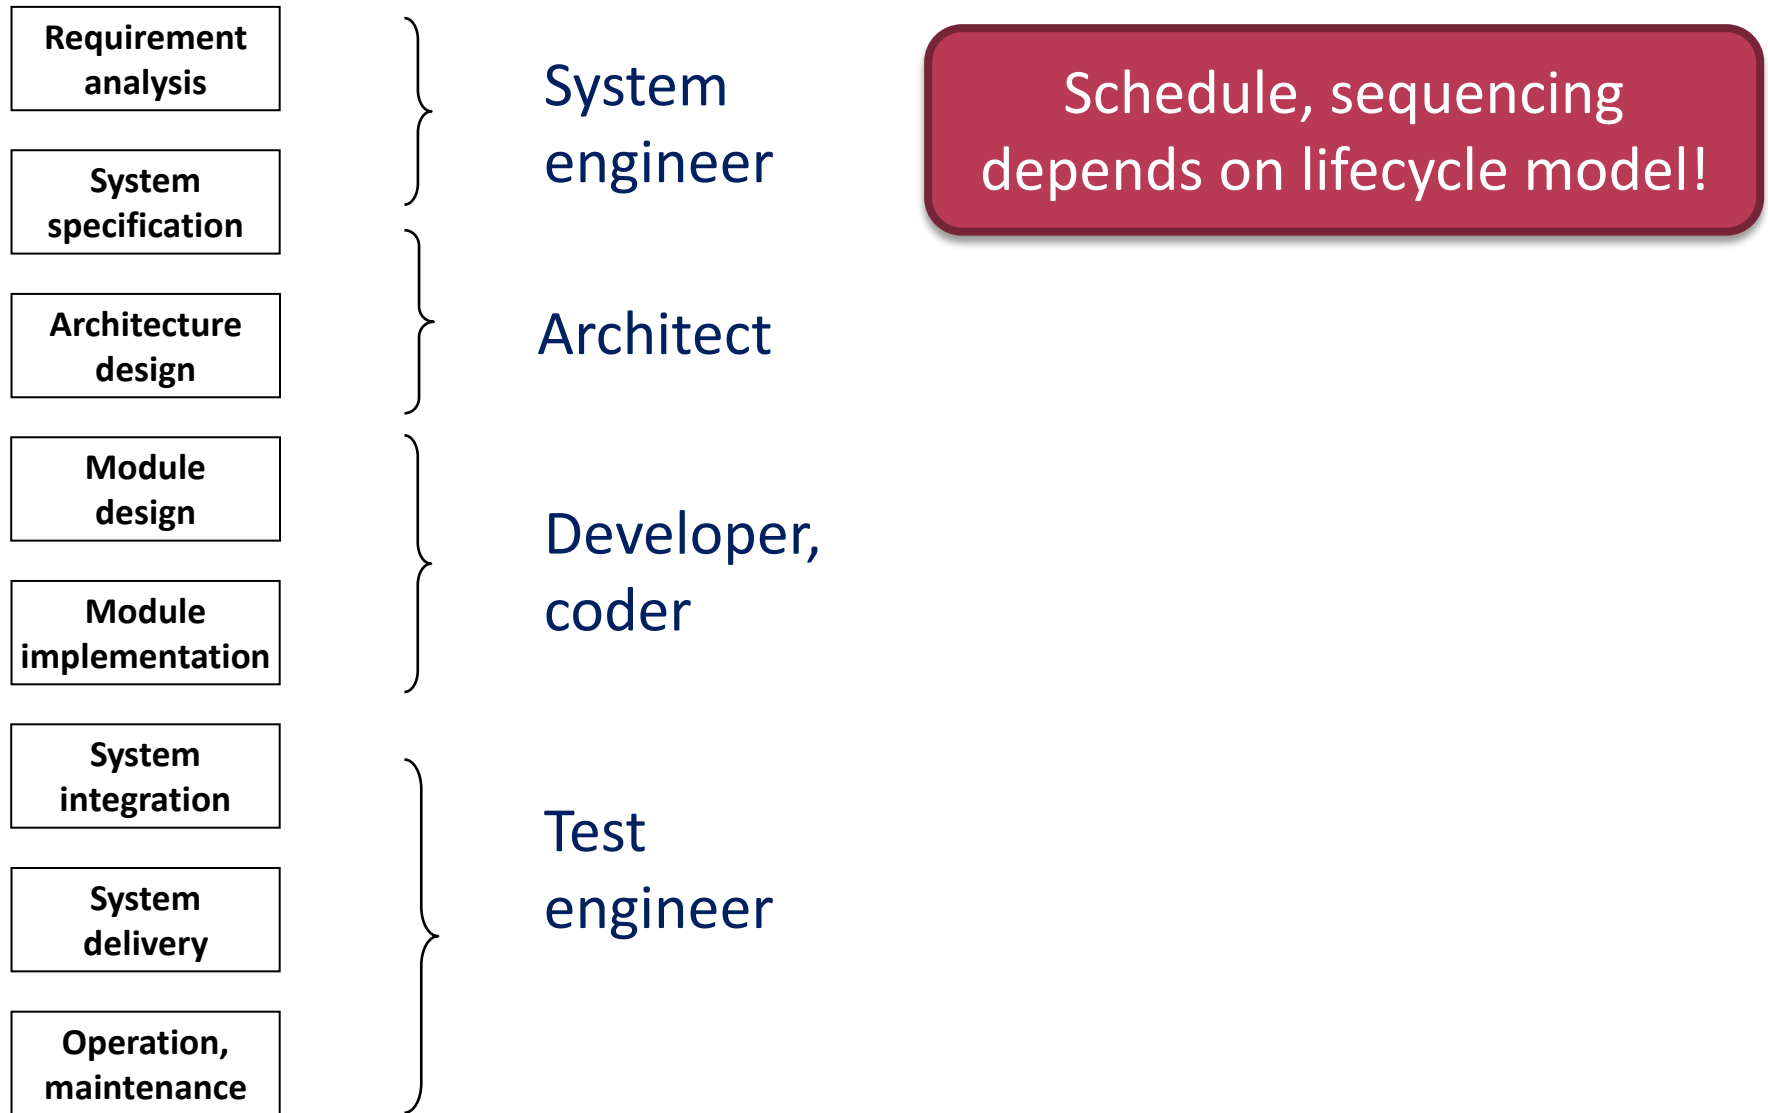 Requirement
analysis
System
specification
Architecture
design
Module
design
Module
implementation
System
integration
System
delivery
Operation,
maintenance
System
engineer
Architect
Developer,
coder
Test
engineer
Schedule, sequencing
depends on lifecycle model!